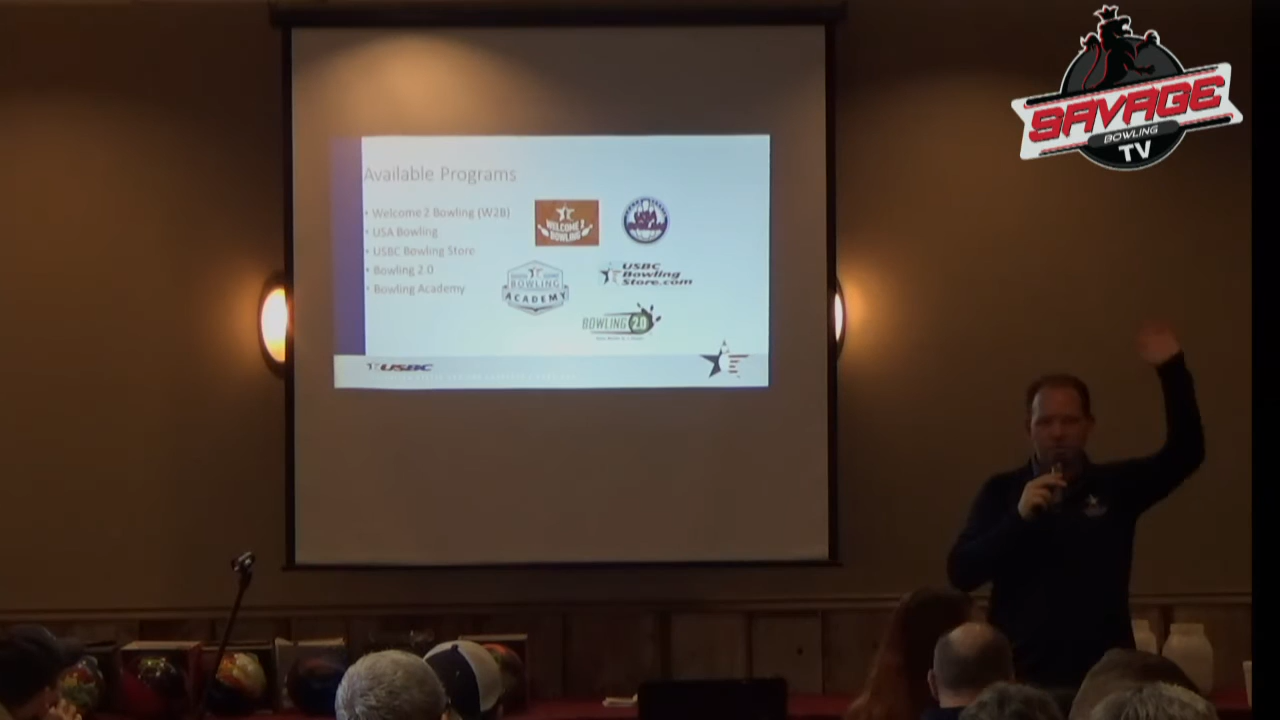 SAVAGE
BOWLING
TV
Available Programs
• Welcome 2 Bowling (W2B)
• USA Bowling
• USBC Bowling Store
• Bowling 2.0
• Bowling Academy
WELCOME 2
BOWLING
BOWLING
ACADEMY
USBC
Bowling
Store.com
BOWLING 2.0
USBC